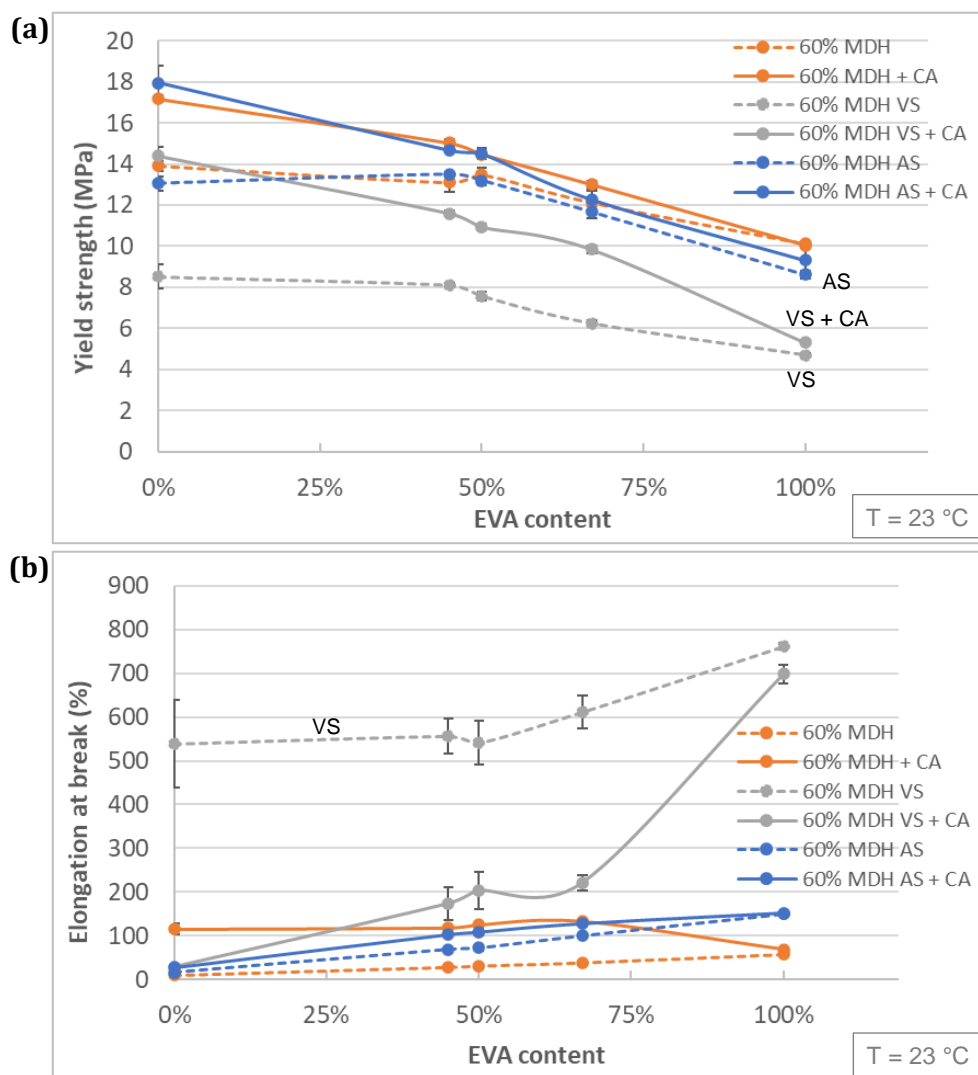 (a)
20
18
16
14
12
10
8
6
4
2
0
Yield strength (MPa)
60% MDH
60% MDH + CA
60% MDH VS
60% MDH VS + CA
60% MDH AS
60% MDH AS + CA
AS
VS + CA
VS
0% 25% 50% 75% 100%
EVA content
T = 23 °C
(b)
900
800
700
600
500
400
300
200
100
0
Elongation at break (%)
VS
60% MDH
60% MDH + CA
60% MDH VS
60% MDH VS + CA
60% MDH AS
60% MDH AS + CA
0% 25% 50% 75% 100%
EVA content
T = 23 °C